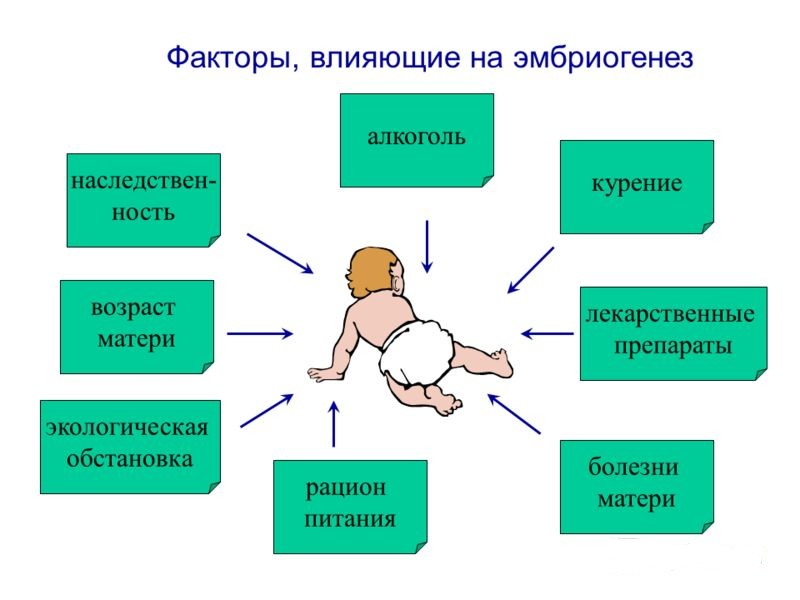 Факторы, влияющие на эмбриогенез
алкоголь
наследствен-
ность
курение
возраст
матери
лекарственные
препараты
экологическая
обстановка
рацион
питания
болезни
матери